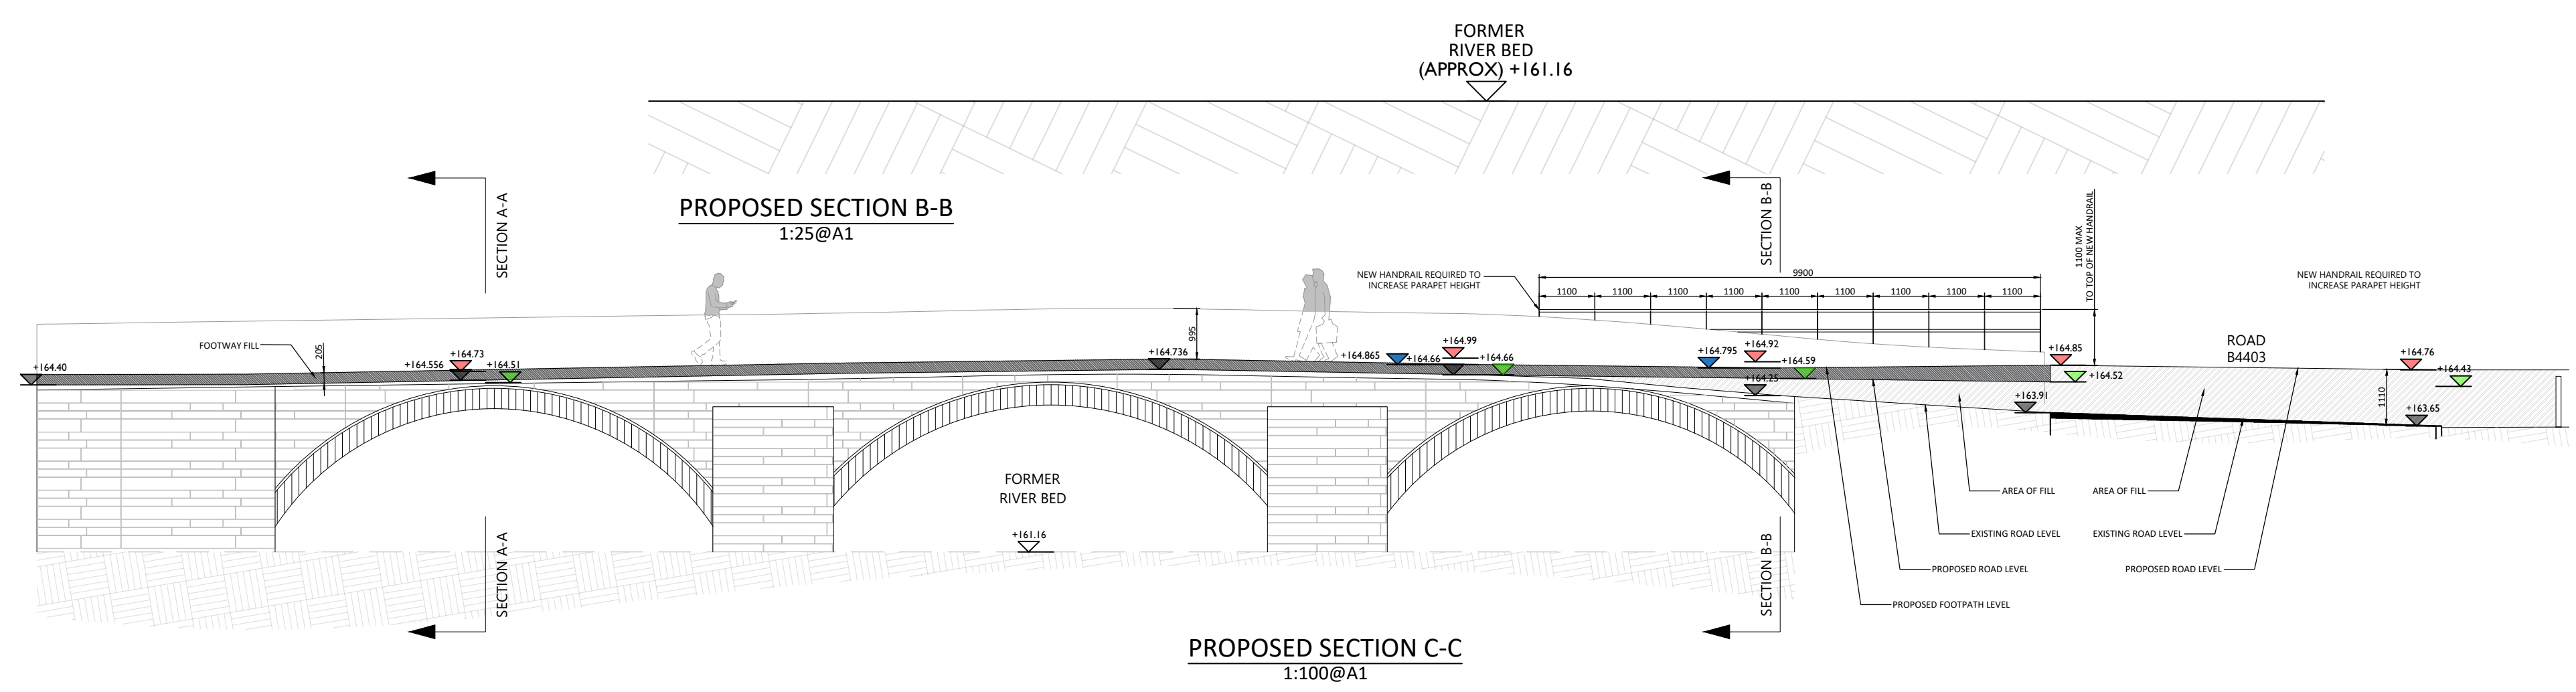 FORMER
RIVER BED
(APPROX) +161.16
SECTION A-A
PROPOSED SECTION B-B
1:25@A1
SECTION B-B
1100 MAX
TO TOP OF NEW HANDRAIL
NEW HANDRAIL REQUIRED TO
INCREASE PARAPET HEIGHT
9900
1100 1100 1100 1100 1100 1100 1100 1100 1100
NEW HANDRAIL REQUIRED TO
INCREASE PARAPET HEIGHT
ROAD
B4403
FOOTWAY FILL
205
995
+164.40
+164.556
+164.73
+164.51
+164.736
+164.865
+164.66
+164.99
+164.66
+164.795
+164.92
+164.59
+164.25
+164.85
+164.52
+163.91
+164.76
+164.43
1110
+163.65
FORMER
RIVER BED
+161.16
SECTION A-A
SECTION B-B
AREA OF FILL
AREA OF FILL
EXISTING ROAD LEVEL
EXISTING ROAD LEVEL
PROPOSED ROAD LEVEL
PROPOSED ROAD LEVEL
PROPOSED FOOTPATH LEVEL
PROPOSED SECTION C-C
1:100@A1